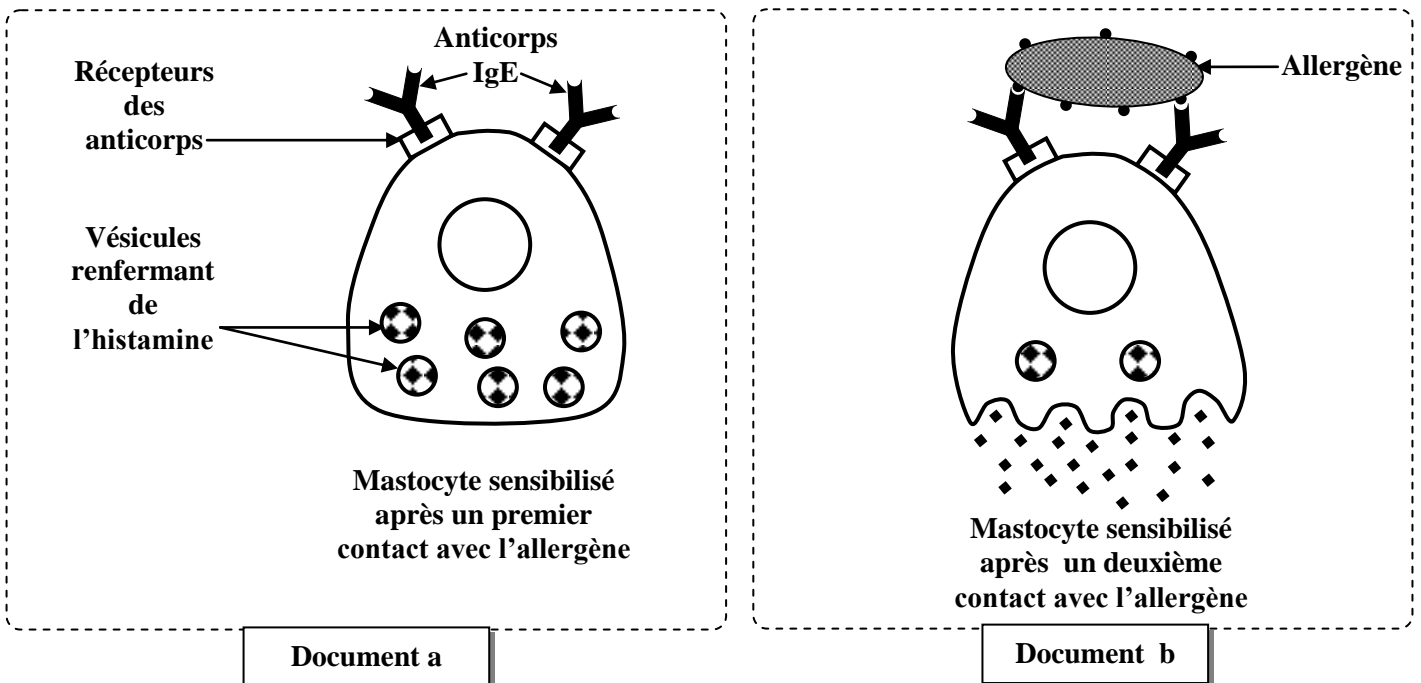 Anticorps
IgE
Récepteurs
des
anticorps
Vésicules
renfermant
de
l’histamine
Mastocyte sensibilisé
après un premier
contact avec l’allergène
Document a
Allergène
Mastocyte sensibilisé
après un deuxième
contact avec l’allergène
Document b